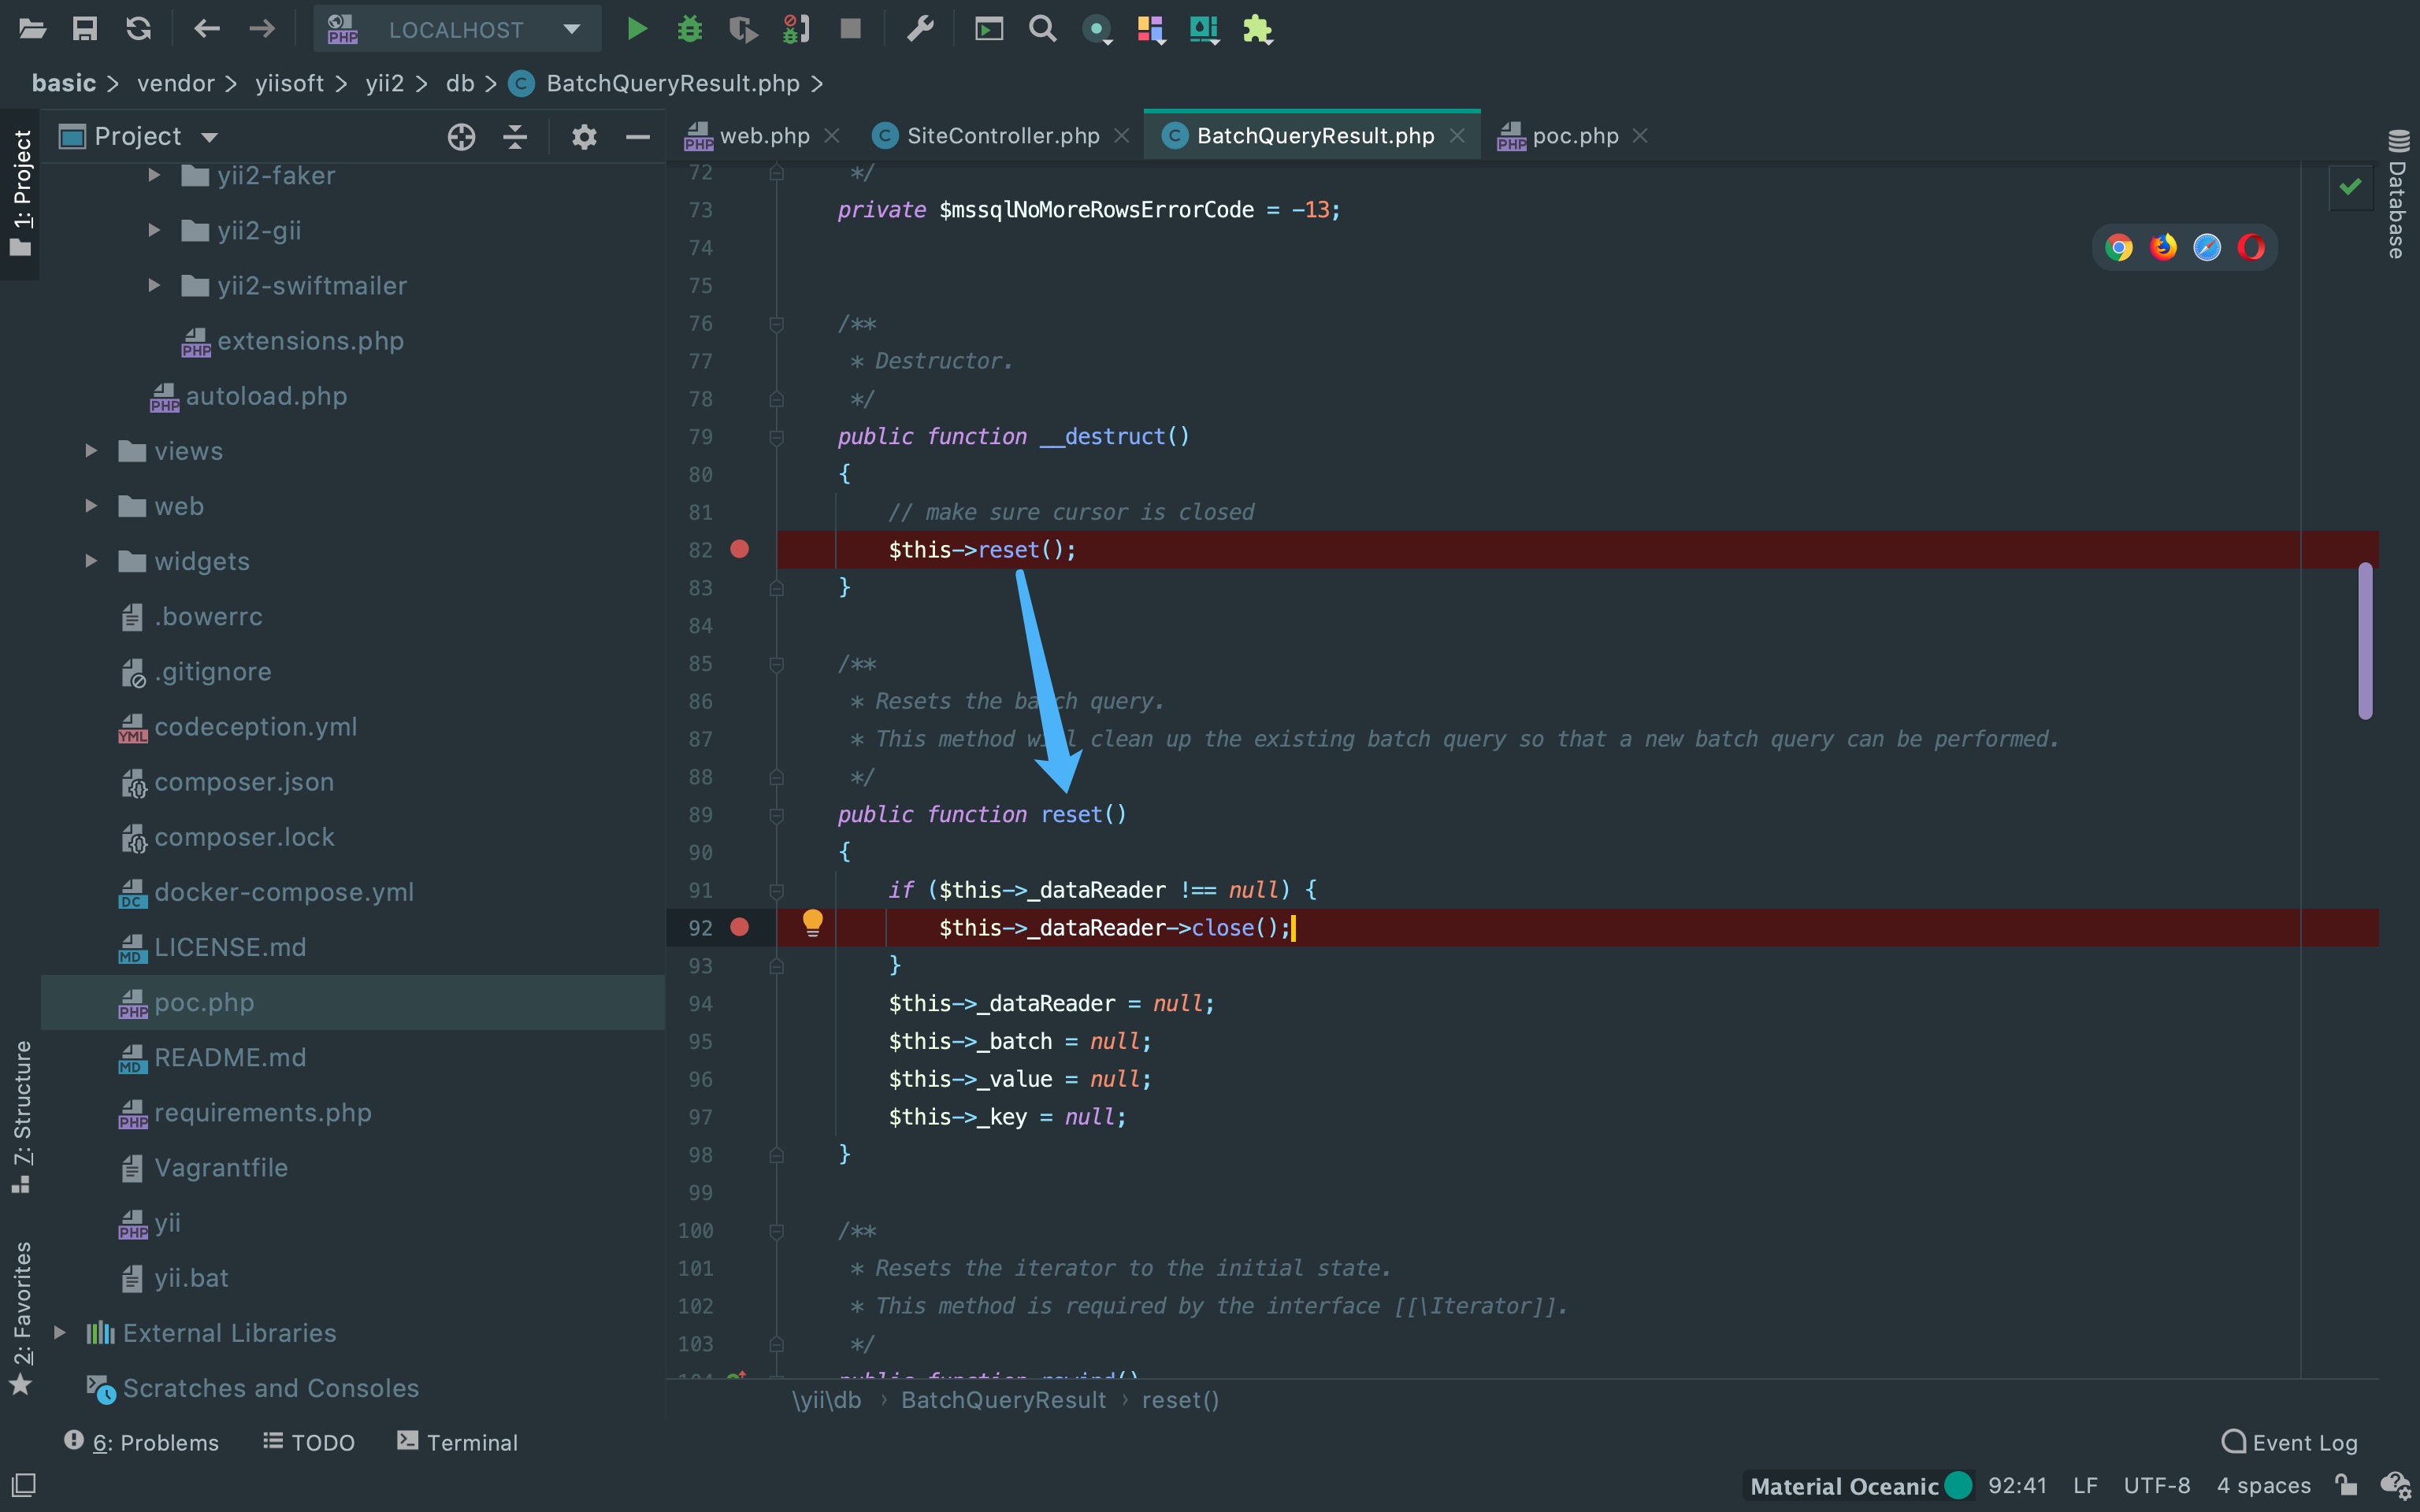 LOCALHOST
basic > vendor > yiisoft > yii2 > db > BatchQueryResult.php >
1: Project
Project
yii2-faker
yii2-gii
yii2-swiftmailer
extensions.php
autoload.php
views
web
widgets
.bowerrc
.gitignore
codeception.yml
composer.json
composer.lock
docker-compose.yml
LICENSE.md
poc.php
README.md
requirements.php
Vagrantfile
yii
yii.bat
External Libraries
Scratches and Consoles
7: Structure
2: Favorites
web.php
SiteController.php
BatchQueryResult.php
poc.php
72 */
73 private $mssqlNoMoreRowsErrorCode = -13;
74
75
76 /**
77 * Destructor.
78 */
79 public function __destruct()
80 {
81 // make sure cursor is closed
82 $this->reset();
83 }
84
85 /**
86 * Resets the batch query.
87 * This method will clean up the existing batch query so that a new batch query can be performed.
88 */
89 public function reset()
90 {
91 if ($this->_dataReader !== null) {
92 $this->_dataReader->close();
93 }
94 $this->_dataReader = null;
95 $this->_batch = null;
96 $this->_value = null;
97 $this->_key = null;
98 }
99
100 /**
101 * Resets the iterator to the initial state.
102 * This method is required by the interface [[\Iterator]].
103 */
104 public function rewind()
\yii\db > BatchQueryResult > reset()
Database
6: Problems
TODO
Terminal
Event Log
Material Oceanic
92:41
LF
UTF-8
4 spaces